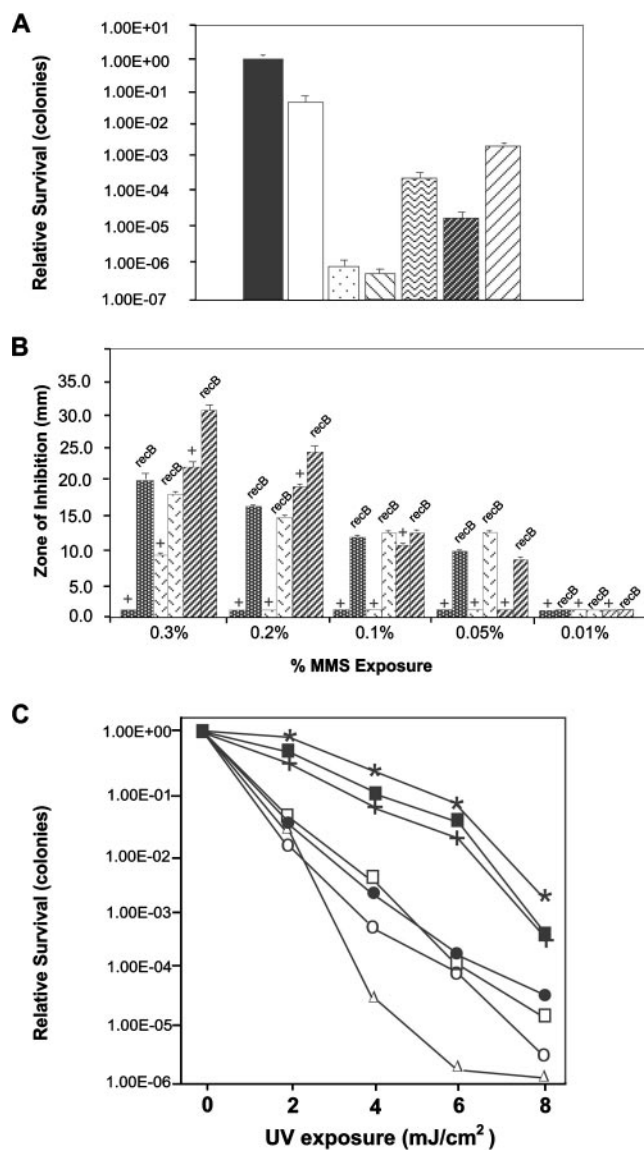 A
Relative Survival (colonies)
1.00E+01
1.00E+00
1.00E-01
1.00E-02
1.00E-03
1.00E-04
1.00E-05
1.00E-06
1.00E-07
B
Zone of Inhibition (mm)
35.0
30.0
25.0
20.0
15.0
10.0
5.0
0.0
+ recB + recB + recB
+ recB + recB + recB
+ recB + recB + recB
+ recB + recB + recB
+ recB + recB + recB
0.3% 0.2% 0.1% 0.05% 0.01%
% MMS Exposure
C
Relative Survival (colonies)
1.00E+00
1.00E-01
1.00E-02
1.00E-03
1.00E-04
1.00E-05
1.00E-06
0 2 4 6 8
UV exposure (mJ/cm²)